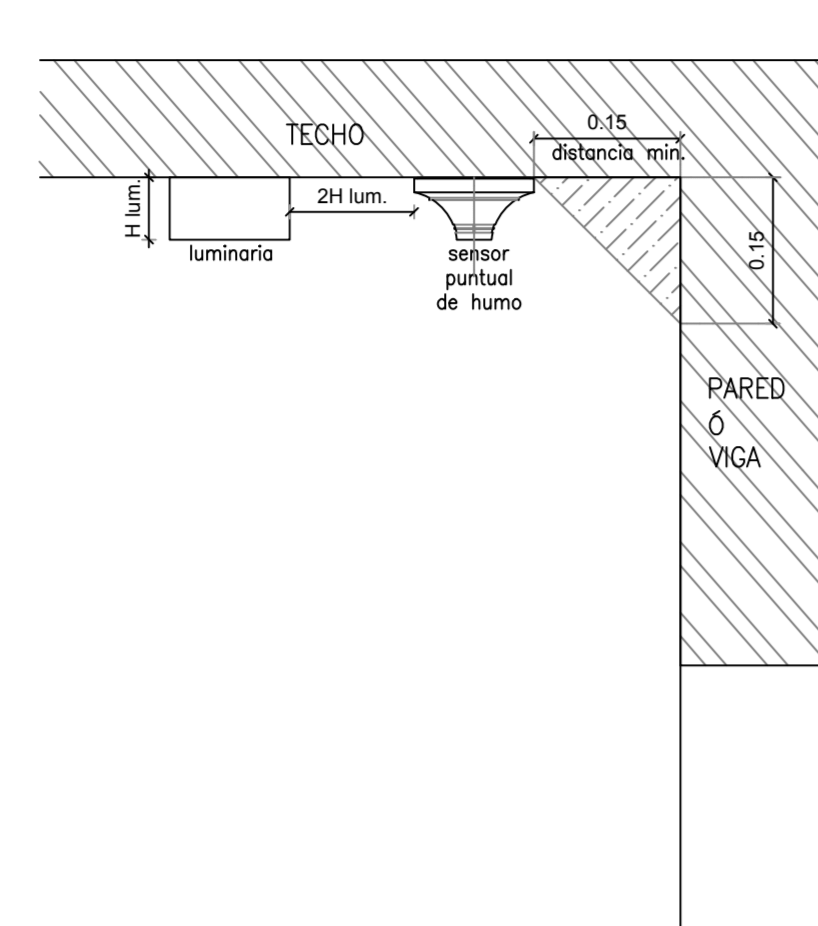 0.15
TECHO
distancia min.
H lum.
2H lum.
luminaria
sensor
puntual
de humo
0.15
PARED
Ó
VIGA